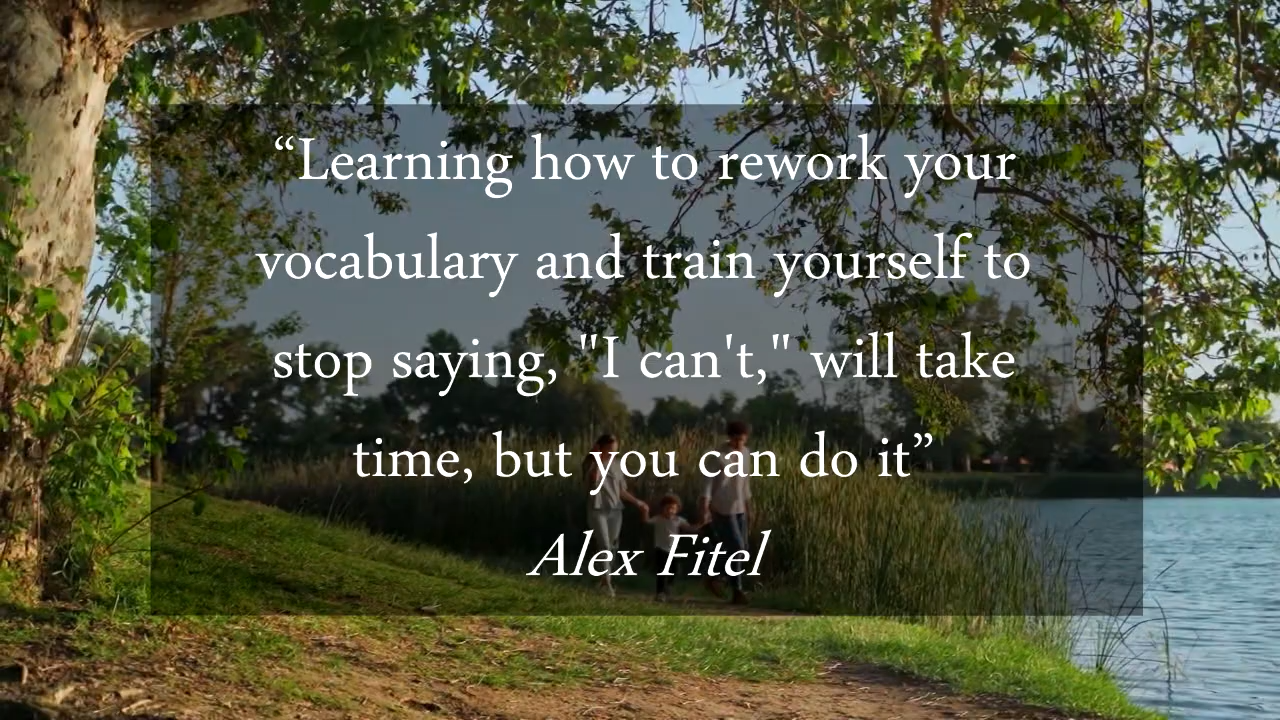 “Learning how to rework your
vocabulary and train yourself to
stop saying, "I can't," will take
time, but you can do it”
Alex Fitel